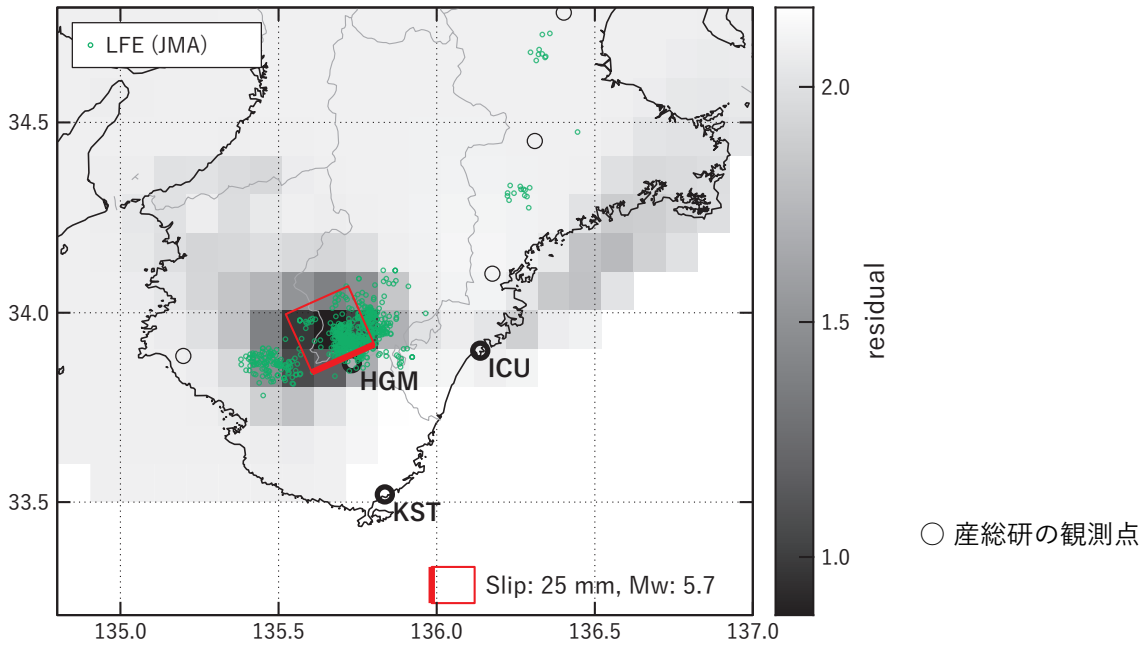 LFE (JMA)
34.5
34.0
33.5
HGM
ICU
KST
Slip: 25 mm, Mw: 5.7
135.0 135.5 136.0 136.5 137.0
2.0
1.5
1.0
residual
産総研の観測点